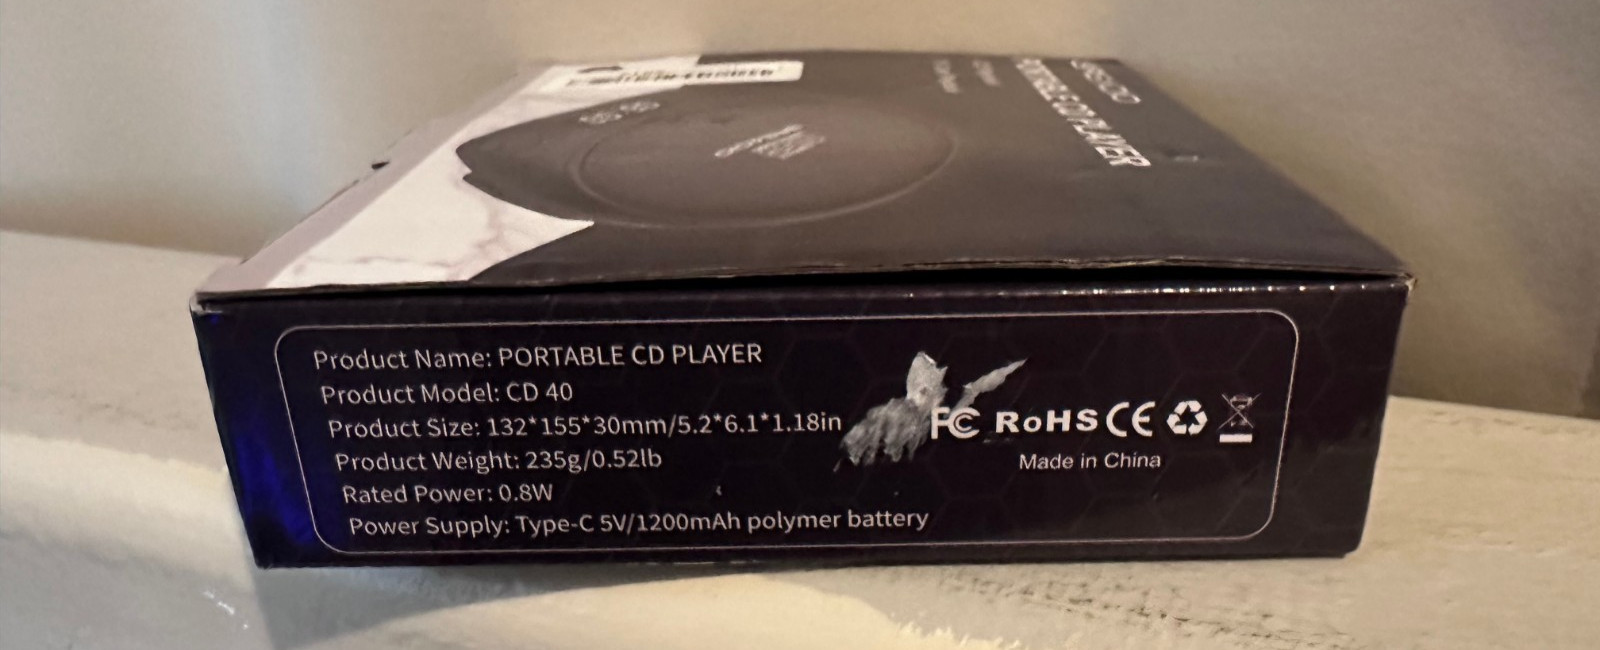 PORTABLE CD PLAYER
Product Name: PORTABLE CD PLAYER
Product Model: CD 40
Product Size: 132*155*30mm/5.2*6.1*1.18in
Product Weight: 235g/0.52lb
Rated Power: 0.8W
Power Supply: Type-C 5V/1200mAh polymer battery
FC RoHS CE
Made in China